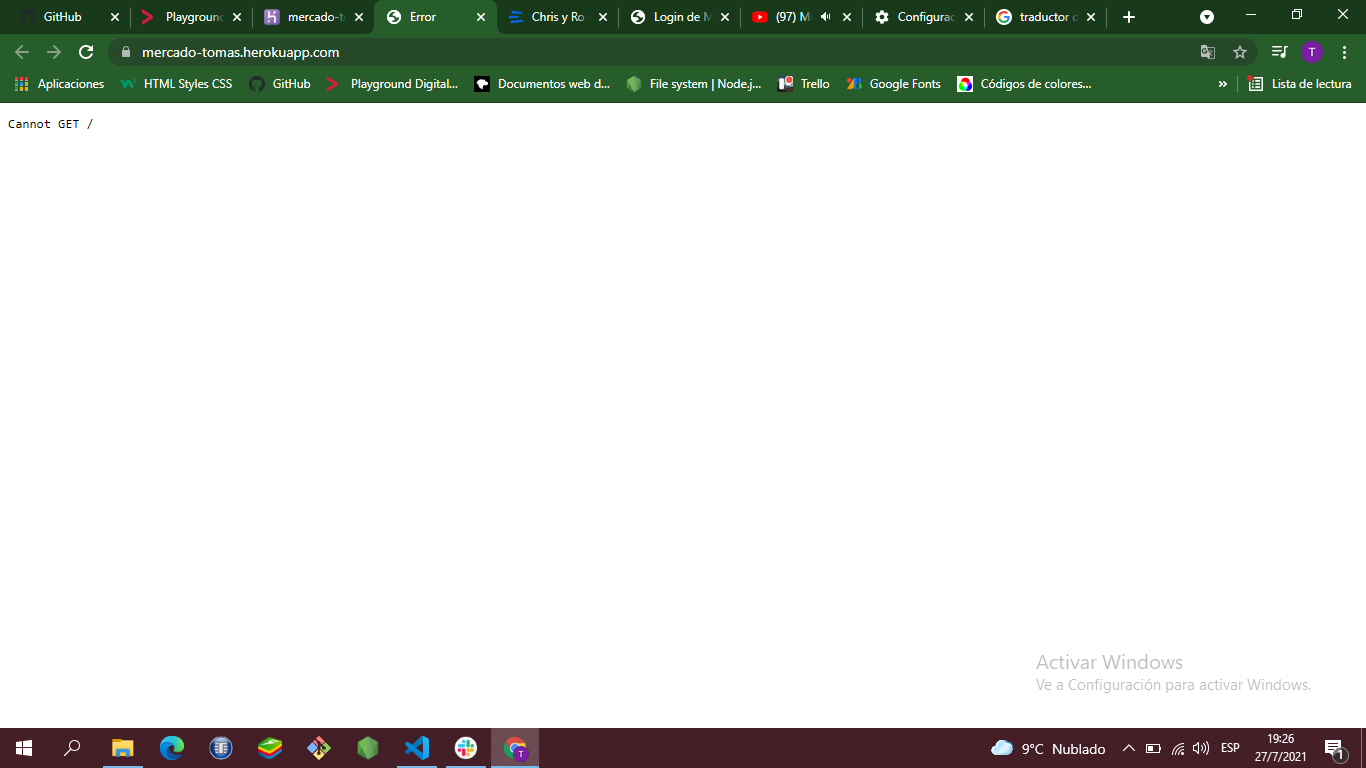 GitHub
Playground
mercado-t
Error
Chris y Ro
Login de M
(97) M
Configurac
traductor d
mercado-tomas.herokuapp.com
T
Aplicaciones
HTML Styles CSS
GitHub
Playground Digital...
Documentos web d...
File system | Node.j...
Trello
Google Fonts
Códigos de colores...
»
Lista de lectura
Cannot GET /
Activar Windows
Ve a Configuración para activar Windows.
T
9°C Nublado
ESP
19:26
27/7/2021
1